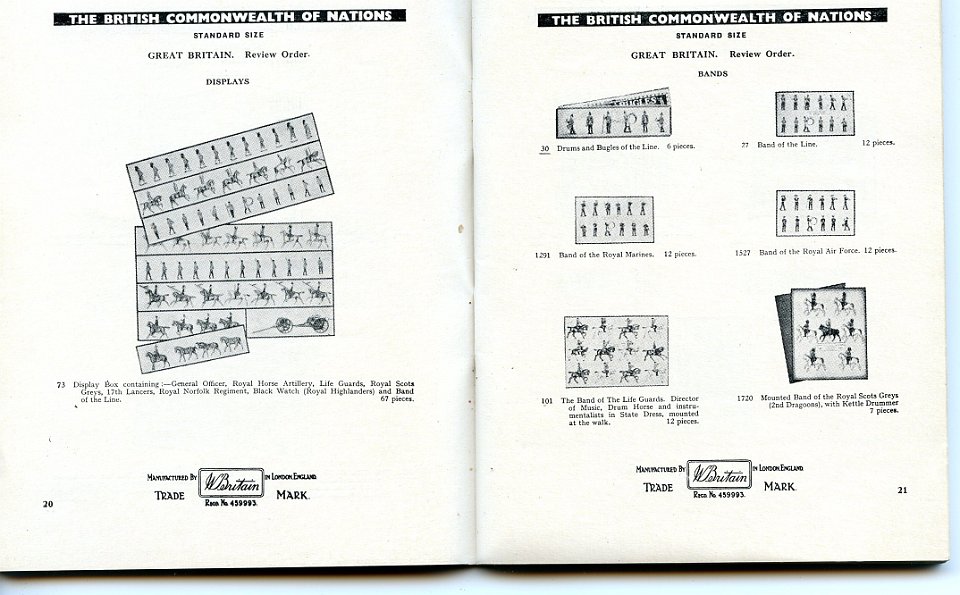 THE BRITISH COMMONWEALTH OF NATIONS
STANDARD SIZE
GREAT BRITAIN. Review Order.
DISPLAYS
73 Display Box containing :—General Officer, Royal Horse Artillery, Life Guards, Royal Scots
Greys, 17th Lancers, Royal Norfolk Regiment, Black Watch (Royal Highlanders) and Band
of the Line. 67 pieces.
MANUFACTURED BY W Britain IN LONDON. ENGLAND
TRADE MARK.
REGD. No. 459993.
20
THE BRITISH COMMONWEALTH OF NATIONS
STANDARD SIZE
GREAT BRITAIN. Review Order.
BANDS
BUGLES
30 Drums and Bugles of the Line. 6 pieces.
27 Band of the Line. 12 pieces.
1291 Band of the Royal Marines. 12 pieces.
1527 Band of the Royal Air Force. 12 pieces.
101 The Band of The Life Guards. Director
of Music, Drum Horse and instru-
mentalists in State Dress, mounted
at the walk. 12 pieces.
1720 Mounted Band of the Royal Scots Greys
(2nd Dragoons), with Kettle Drummer
7 pieces.
MANUFACTURED BY W Britain IN LONDON. ENGLAND
TRADE MARK.
REGD. No. 459993.
21